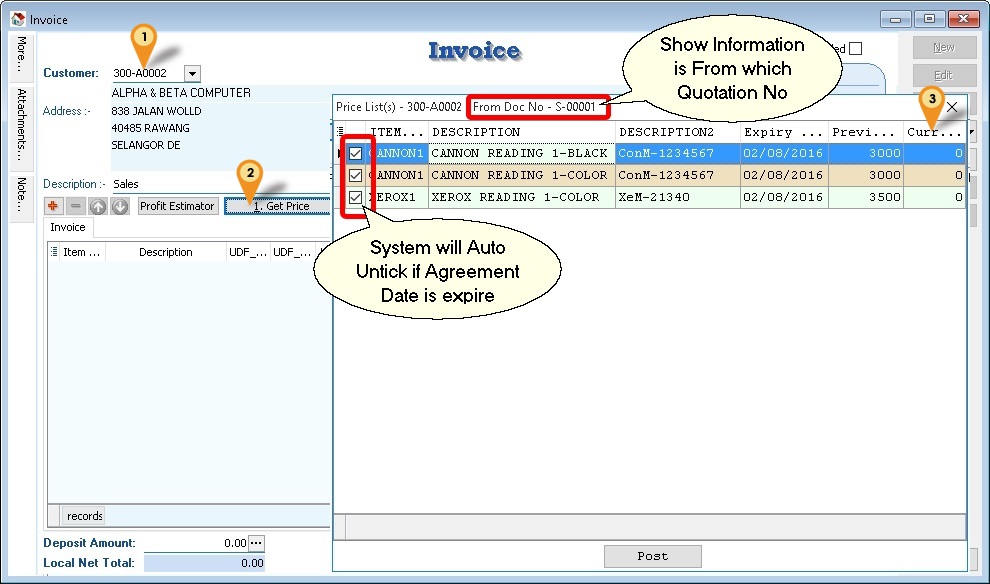 Invoice
More...
Attachments...
Note...
1
Invoice
Customer: 300-A0002
ALPHA & BETA COMPUTER
Address :- 838 JALAN WOLLD
40485 RAWANG
SELANGOR DE
Description :- Sales
2
Profit Estimator 1. Get Price
Invoice
Item ... Description UDF_... UDF_...
records
Deposit Amount: 0.00 ...
Local Net Total: 0.00
New
Edit
Show Information
is From which
Quotation No
3
Price List(s) - 300-A0002 From Doc No - S-00001
ITEM... DESCRIPTION DESCRIPTION2 Expiry ... Previ... Curr...
CANNON1 CANNON READING 1-BLACK ConM-1234567 02/08/2016 3000 0
CANNON1 CANNON READING 1-COLOR ConM-1234567 02/08/2016 3000 0
XEROX1 XEROX READING 1-COLOR XeM-21340 02/08/2016 3500 0
System will Auto
Untick if Agreement
Date is expire
Post